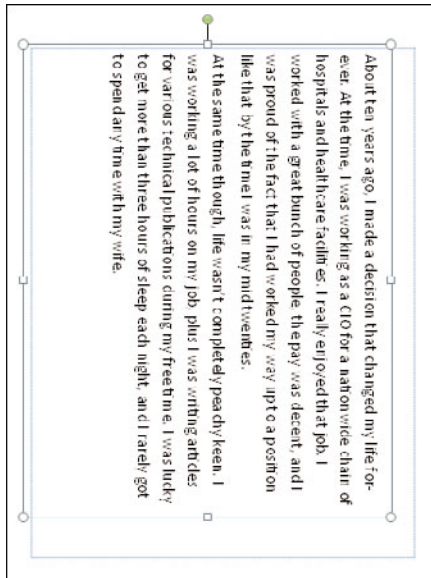 About ten years ago, I made a decision that changed my life for-
ever. At the time, I was working as a CIO for a nationwide chain of
hospitals and healthcare facilities. I really enjoyed that job. I
worked with a great bunch of people, the pay was decent, and I
was proud of the fact that I had worked my way up to a position
like that by the time I was in my mid twenties.
At the same time though, life wasn't completely peachy keen. I
was working a lot of hours on my job, plus I was writing articles
for various technical publications during my free time. I was lucky
to get more than three hours of sleep each night, and I rarely got
to spend any time with my wife.